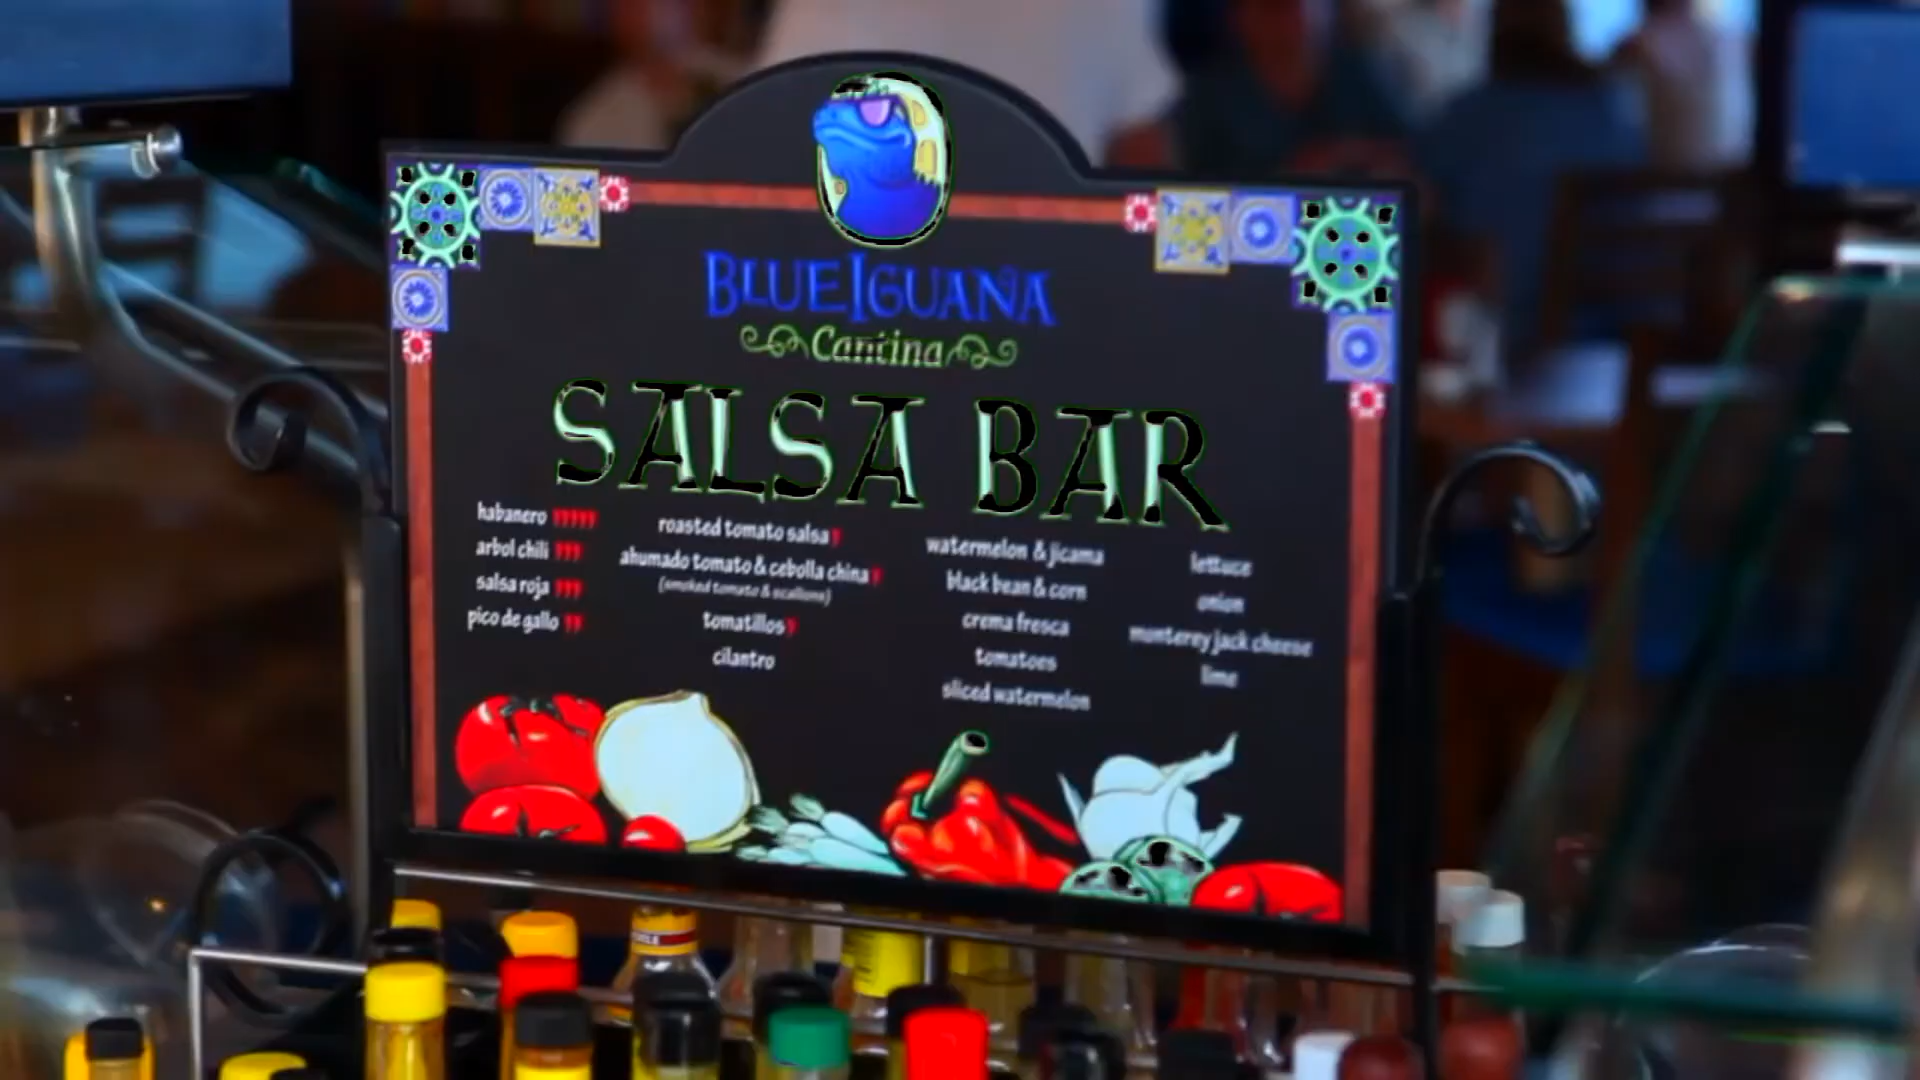 BLUE IGUANA
Cantina
SALSA BAR
habanero
arbol chili
salsa roja
pico de gallo
roasted tomato salsa
ahumado tomato & cebolla china
(smoked tomato & scallions)
tomatillos
cilantro
watermelon & jicama
black bean & corn
crema fresca
tomatoes
sliced watermelon
lettuce
onion
monterey jack cheese
lime